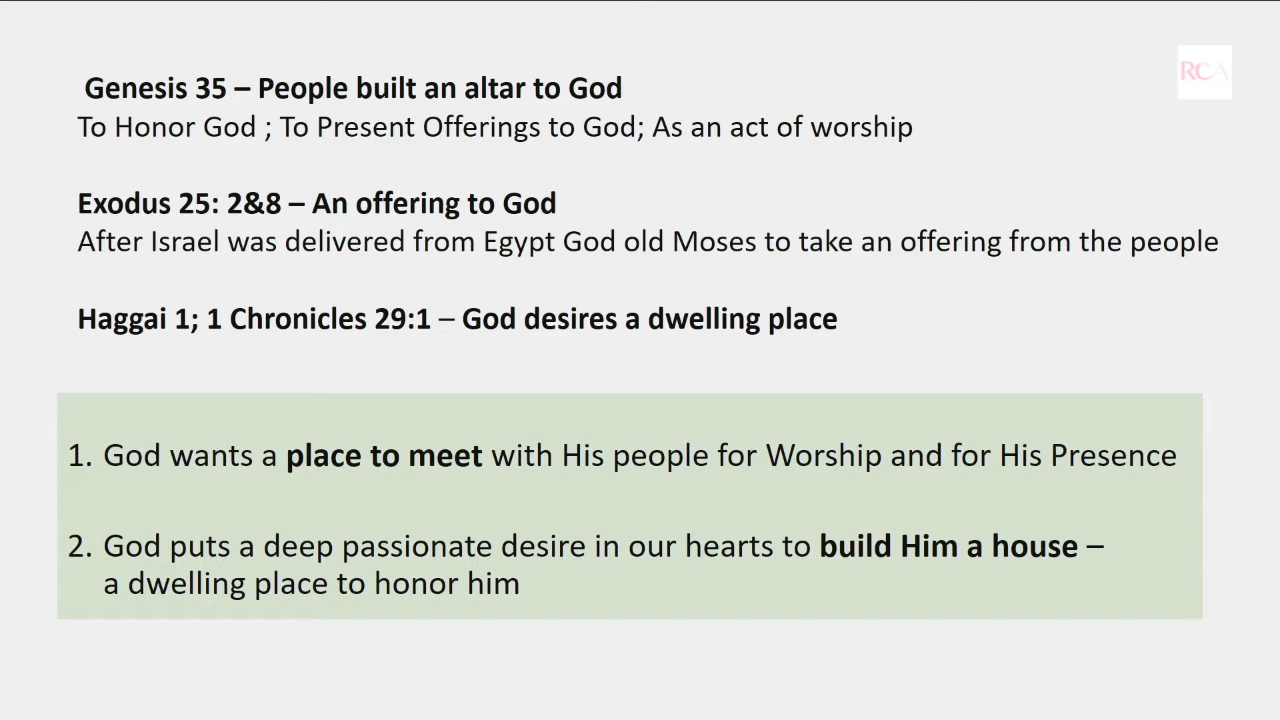 RCA
Genesis 35 – People built an altar to God
To Honor God ; To Present Offerings to God; As an act of worship
Exodus 25: 2&8 – An offering to God
After Israel was delivered from Egypt God old Moses to take an offering from the people
Haggai 1; 1 Chronicles 29:1 – God desires a dwelling place
1. God wants a place to meet with His people for Worship and for His Presence
2. God puts a deep passionate desire in our hearts to build Him a house –
a dwelling place to honor him